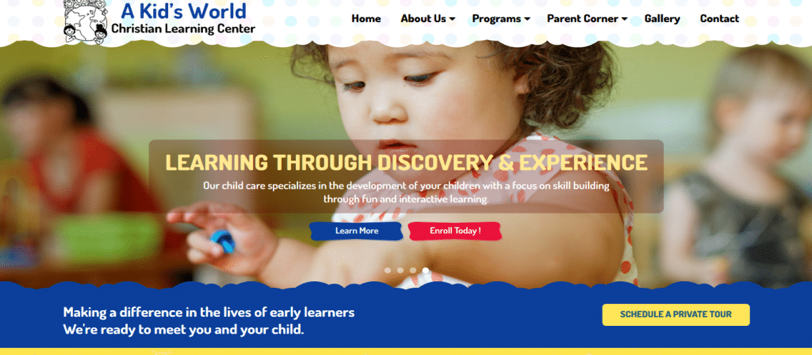 A Kid's World
Christian Learning Center
Home About Us Programs Parent Corner Gallery Contact
LEARNING THROUGH DISCOVERY & EXPERIENCE
Our child care specializes in the development of your children with a focus on skill building
through fun and interactive learning.
Learn More Enroll Today !
Making a difference in the lives of early learners
We're ready to meet you and your child.
SCHEDULE A PRIVATE TOUR